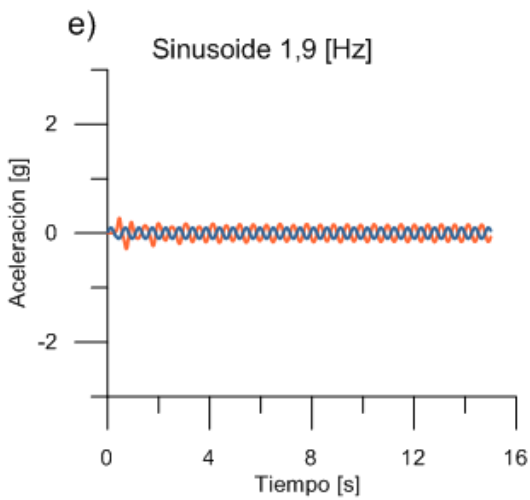 e)
Sinusoide 1,9 [Hz]
2
0
-2
Aceleración [g]
0 4 8 12 16
Tiempo [s]